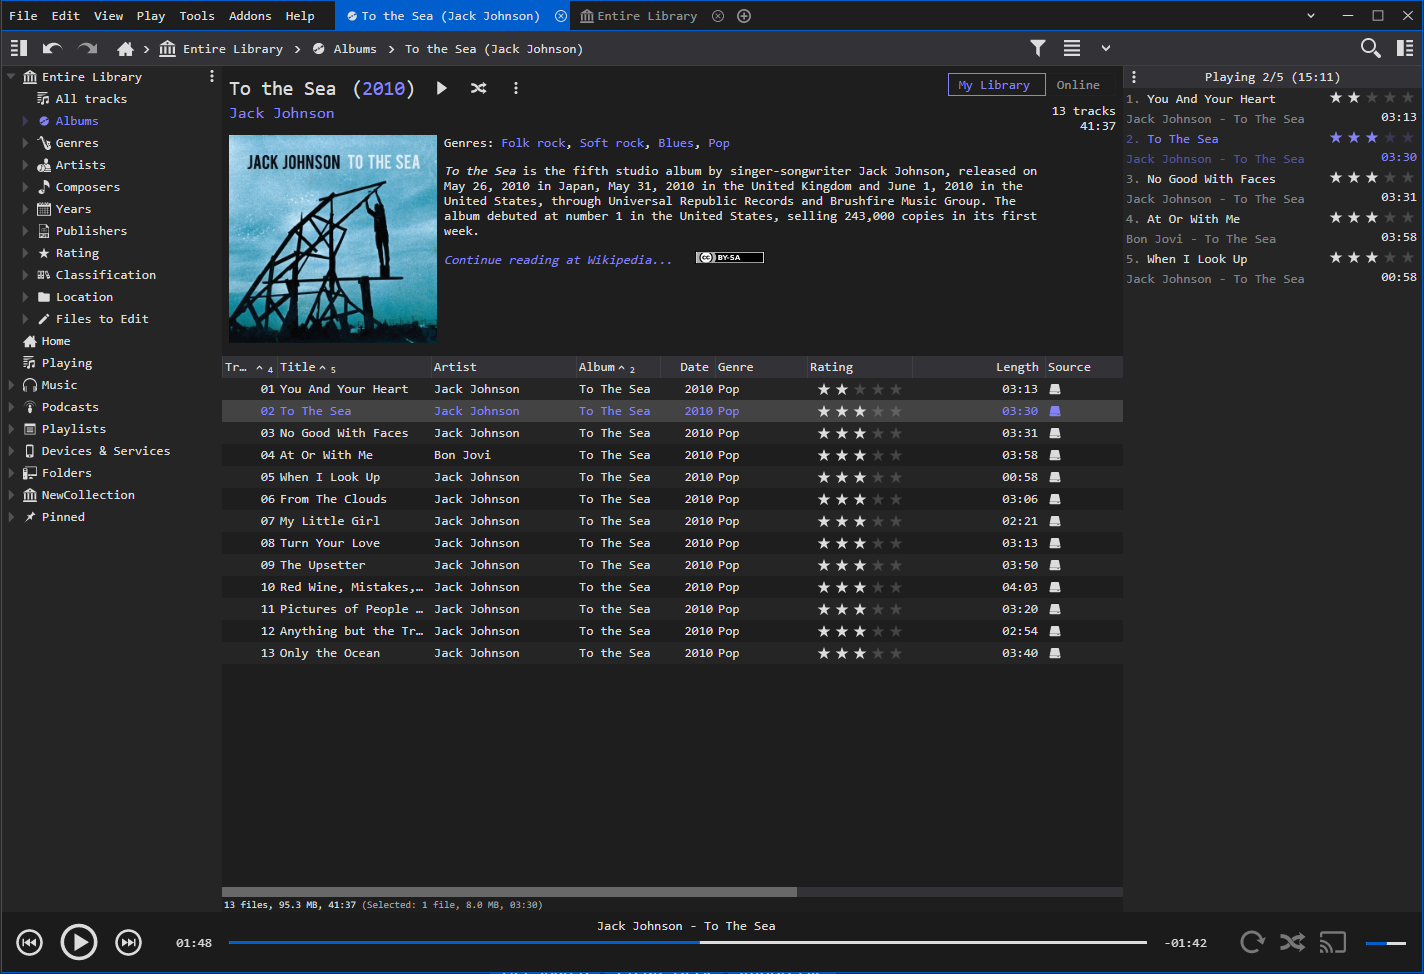 File Edit View Play Tools Addons Help To the Sea (Jack Johnson) Entire Library
Entire Library Albums To the Sea (Jack Johnson)
Entire Library
All tracks
Albums
Genres
Artists
Composers
Years
Publishers
Rating
Classification
Location
Files to Edit
Home
Playing
Music
Podcasts
Playlists
Devices & Services
Folders
NewCollection
Pinned
To the Sea (2010)
Jack Johnson
My Library Online
13 tracks
41:37
JACK JOHNSON TO THE SEA
Genres: Folk rock, Soft rock, Blues, Pop
To the Sea is the fifth studio album by singer-songwriter Jack Johnson, released on
May 26, 2010 in Japan, May 31, 2010 in the United Kingdom and June 1, 2010 in the
United States, through Universal Republic Records and Brushfire Music Group. The
album debuted at number 1 in the United States, selling 243,000 copies in its first
week.
Continue reading at Wikipedia... cc BY-SA
Tr... 4 Title 5 Artist Album 2 Date Genre Rating Length Source
01 You And Your Heart Jack Johnson To The Sea 2010 Pop 03:13
02 To The Sea Jack Johnson To The Sea 2010 Pop 03:30
03 No Good With Faces Jack Johnson To The Sea 2010 Pop 03:31
04 At Or With Me Bon Jovi To The Sea 2010 Pop 03:58
05 When I Look Up Jack Johnson To The Sea 2010 Pop 00:58
06 From The Clouds Jack Johnson To The Sea 2010 Pop 03:06
07 My Little Girl Jack Johnson To The Sea 2010 Pop 02:21
08 Turn Your Love Jack Johnson To The Sea 2010 Pop 03:13
09 The Upsetter Jack Johnson To The Sea 2010 Pop 03:50
10 Red Wine, Mistakes,... Jack Johnson To the Sea 2010 Pop 04:03
11 Pictures of People ... Jack Johnson To the Sea 2010 Pop 03:20
12 Anything but the Tr... Jack Johnson To the Sea 2010 Pop 02:54
13 Only the Ocean Jack Johnson To the Sea 2010 Pop 03:40
13 files, 95.3 MB, 41:37 (Selected: 1 file, 8.0 MB, 03:30)
Playing 2/5 (15:11)
1. You And Your Heart
Jack Johnson - To The Sea 03:13
2. To The Sea
Jack Johnson - To The Sea 03:30
3. No Good With Faces
Jack Johnson - To The Sea 03:31
4. At Or With Me
Bon Jovi - To The Sea 03:58
5. When I Look Up
Jack Johnson - To The Sea 00:58
Jack Johnson - To The Sea
01:48 -01:42